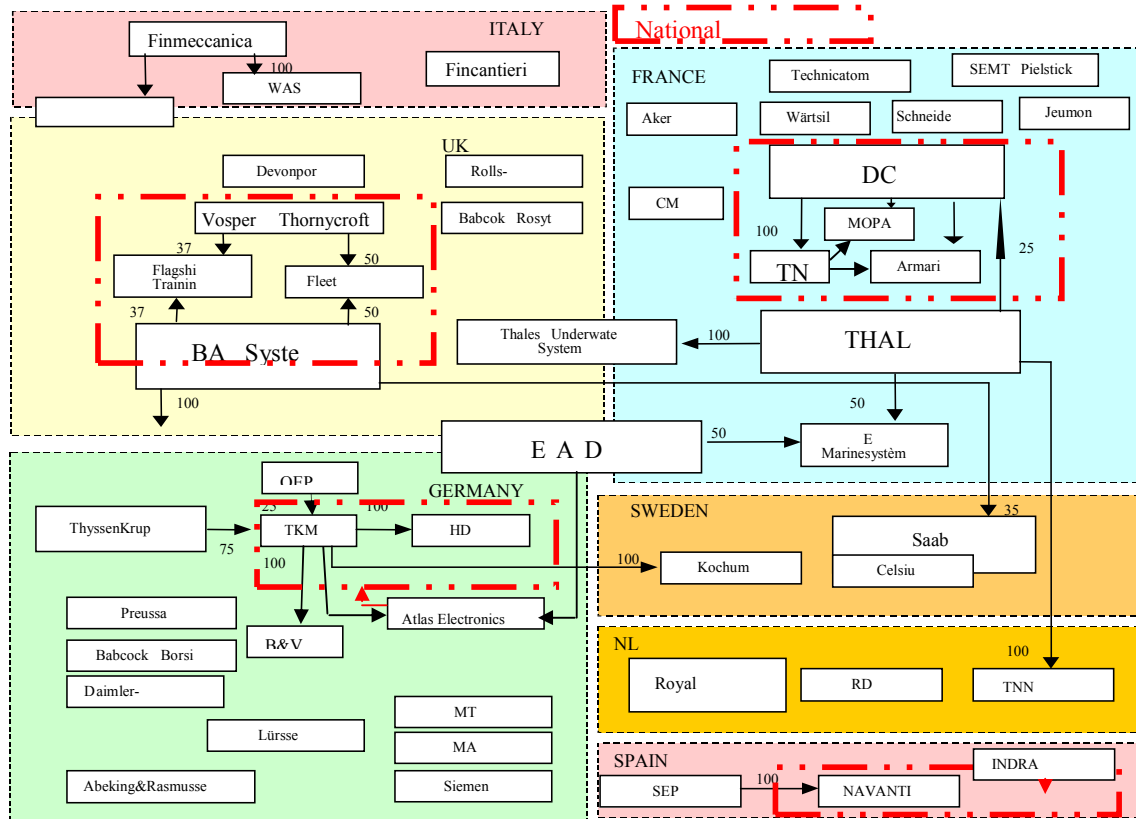 ITALY
National
Finmeccanica
100
WAS
Fincantieri
FRANCE
Technicatom
SEMT Pielstick
Aker
Wärtsil
Schneide
Jeumon
UK
Devonpor
Rolls-
DC
CM
MOPA
Vosper Thornycroft
Babcok Rosyt
37
50
100
25
Flagshi
Trainin
Fleet
TN
Armari
37
50
Thales Underwate
System
100
THAL
BA Syste
100
50
E A D
50
E
Marinesystèm
GERMANY
25
100
SWEDEN
35
ThyssenKrup
75
TKM
HD
Saab
100
100
Kochum
Celsiu
Preussa
Atlas Electronics
B&V
NL
Babcock Borsi
100
Daimler-
Royal
RD
TNN
MT
Lürsse
MA
SPAIN
INDRA
Abeking&Rasmusse
Siemen
SEP
100
NAVANTI